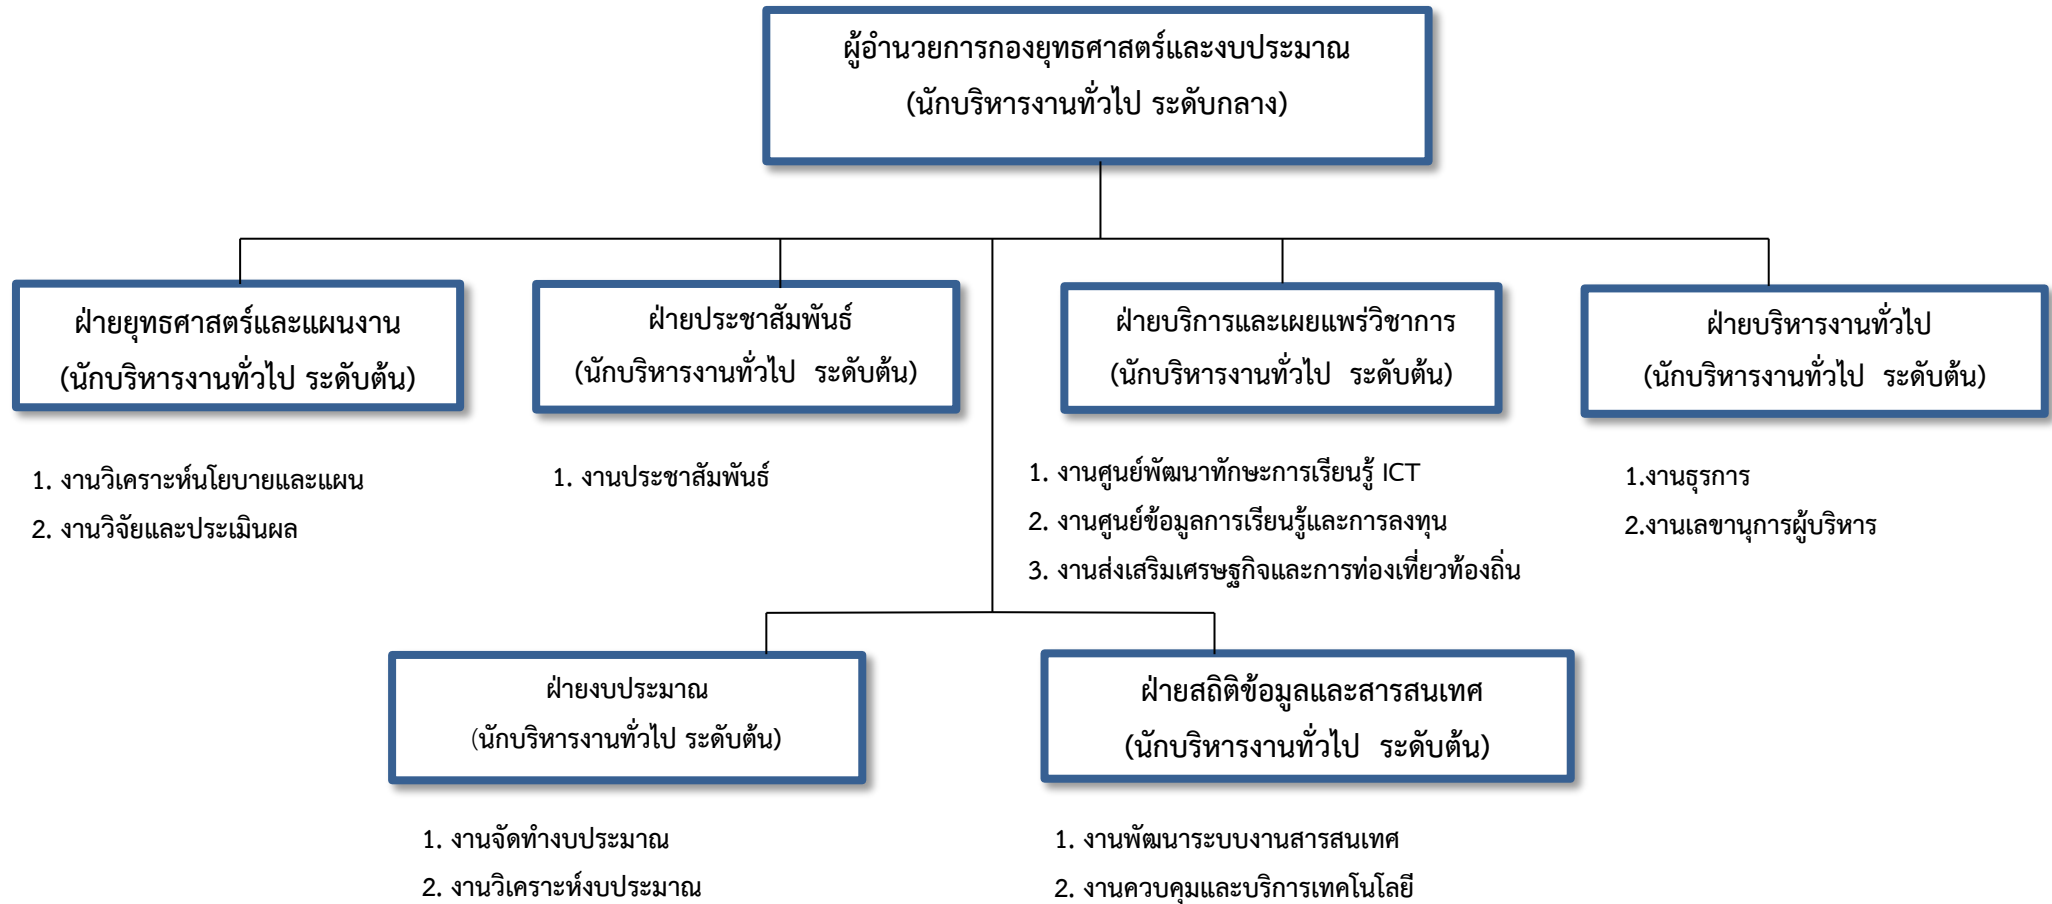 ผู้อำนวยการกองยุทธศาสตร์และงบประมาณ
(นักบริหารงานทั่วไป ระดับกลาง)
ฝ่ายยุทธศาสตร์และแผนงาน
(นักบริหารงานทั่วไป ระดับต้น)
1. งานวิเคราะห์นโยบายและแผน
2. งานวิจัยและประเมินผล
ฝ่ายประชาสัมพันธ์
(นักบริหารงานทั่วไป ระดับต้น)
1. งานประชาสัมพันธ์
ฝ่ายบริการและเผยแพร่วิชาการ
(นักบริหารงานทั่วไป ระดับต้น)
1. งานศูนย์พัฒนาทักษะการเรียนรู้ ICT
2. งานศูนย์ข้อมูลการเรียนรู้และการลงทุน
3. งานส่งเสริมเศรษฐกิจและการท่องเที่ยวท้องถิ่น
ฝ่ายบริหารงานทั่วไป
(นักบริหารงานทั่วไป ระดับต้น)
1.งานธุรการ
2.งานเลขานุการผู้บริหาร
ฝ่ายงบประมาณ
(นักบริหารงานทั่วไป ระดับต้น)
1. งานจัดทำงบประมาณ
2. งานวิเคราะห์งบประมาณ
ฝ่ายสถิติข้อมูลและสารสนเทศ
(นักบริหารงานทั่วไป ระดับต้น)
1. งานพัฒนาระบบงานสารสนเทศ
2. งานควบคุมและบริการเทคโนโลยี